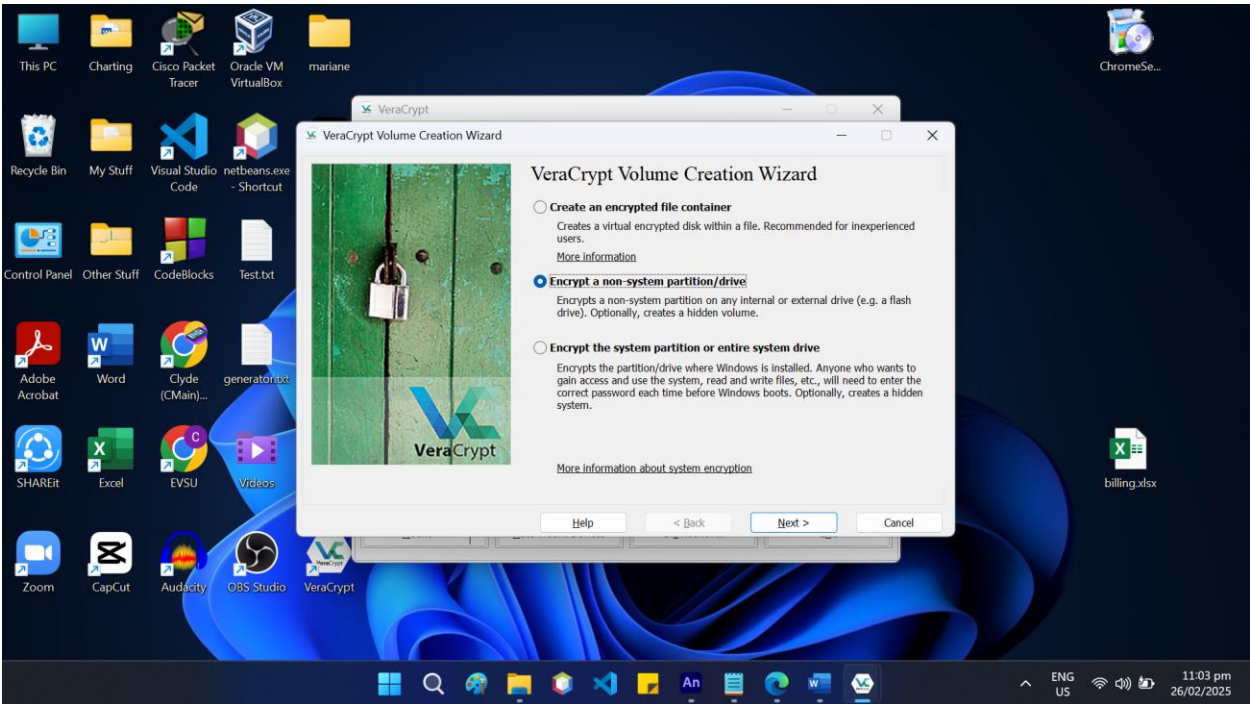 This PC
Charting
Cisco Packet
Tracer
Oracle VM
VirtualBox
mariane
ChromeSe...
Recycle Bin
My Stuff
Visual Studio
Code
netbeans.exe
- Shortcut
Control Panel
Other Stuff
CodeBlocks
Test.txt
Adobe
Acrobat
Word
Clyde
(CMain)...
generator.txt
SHAREit
Excel
EVSU
Videos
billing.xlsx
Zoom
CapCut
Audacity
OBS Studio
VeraCrypt
VeraCrypt
VeraCrypt Volume Creation Wizard
VeraCrypt Volume Creation Wizard
Create an encrypted file container
Creates a virtual encrypted disk within a file. Recommended for inexperienced
users.
More information
Encrypt a non-system partition/drive
Encrypts a non-system partition on any internal or external drive (e.g. a flash
drive). Optionally, creates a hidden volume.
Encrypt the system partition or entire system drive
Encrypts the partition/drive where Windows is installed. Anyone who wants to
gain access and use the system, read and write files, etc., will need to enter the
correct password each time before Windows boots. Optionally, creates a hidden
system.
More information about system encryption
VeraCrypt
Help
< Back
Next >
Cancel
An
ENG
US
11:03 pm
26/02/2025